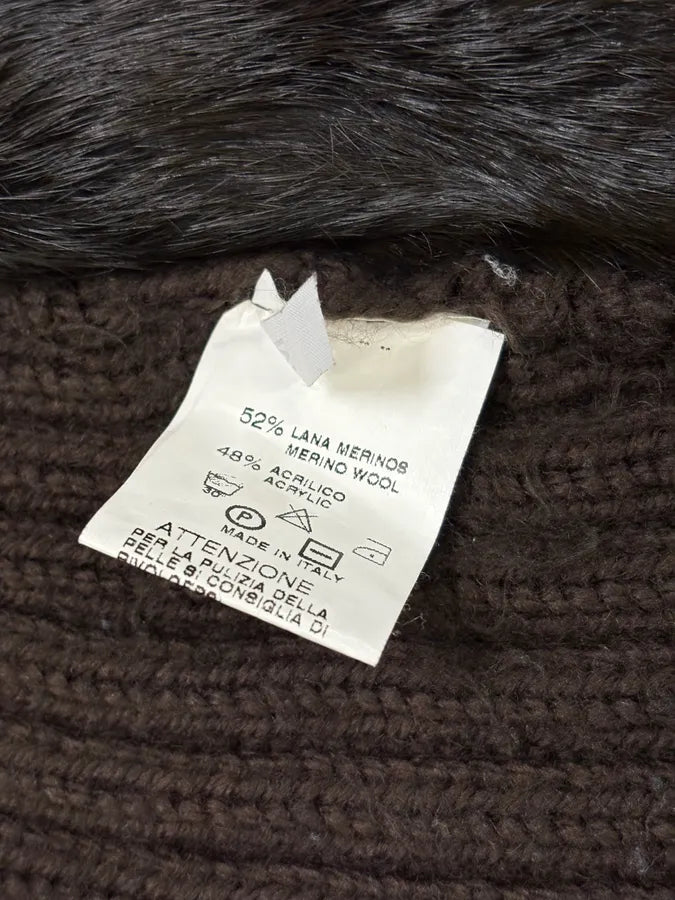 52% LANA MERINOS
MERINO WOOL
48% ACRILICO
ACRYLIC
30
P
MADE IN ITALY
ATTENZIONE
PER LA PULIZIA DELLA
PELLE SI CONSIGLIA DI